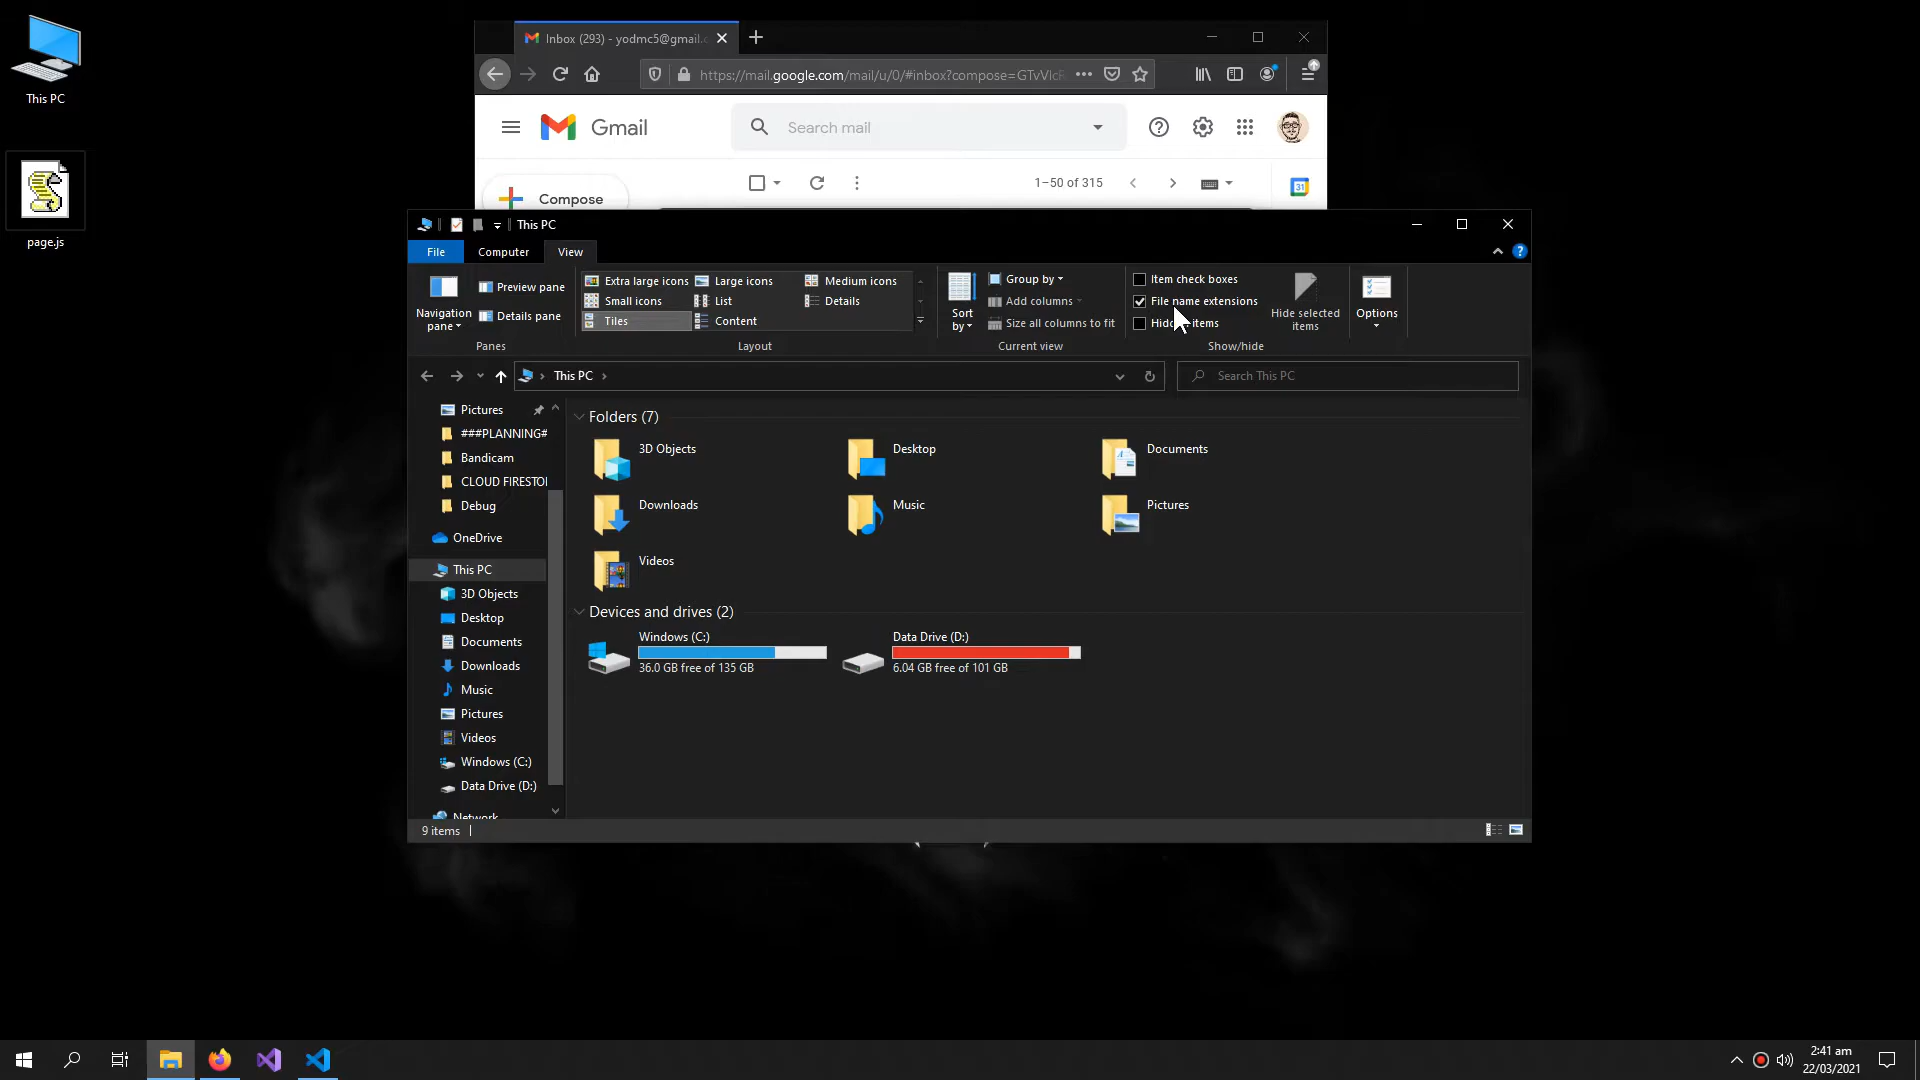 This PC
page.js
Inbox (293) - yodmc5@gmail.c
https://mail.google.com/mail/u/0/#inbox?compose=GTvVlc
Gmail
Search mail
Compose
1–50 of 315
31
This PC
File
Computer
View
Navigation pane
Preview pane
Details pane
Panes
Extra large icons
Large icons
Medium icons
Small icons
List
Details
Tiles
Content
Layout
Sort by
Group by
Add columns
Size all columns to fit
Current view
Item check boxes
File name extensions
items
Show/hide
Hide selected items
Options
This PC
Search This PC
Pictures
###PLANNING#
Bandicam
CLOUD FIRESTO
Debug
OneDrive
This PC
3D Objects
Desktop
Documents
Downloads
Music
Pictures
Videos
Windows (C:)
Data Drive (D:)
Network
Folders (7)
3D Objects
Desktop
Documents
Downloads
Music
Pictures
Videos
Devices and drives (2)
Windows (C:)
36.0 GB free of 135 GB
Data Drive (D:)
6.04 GB free of 101 GB
9 items
2:41 am
22/03/2021